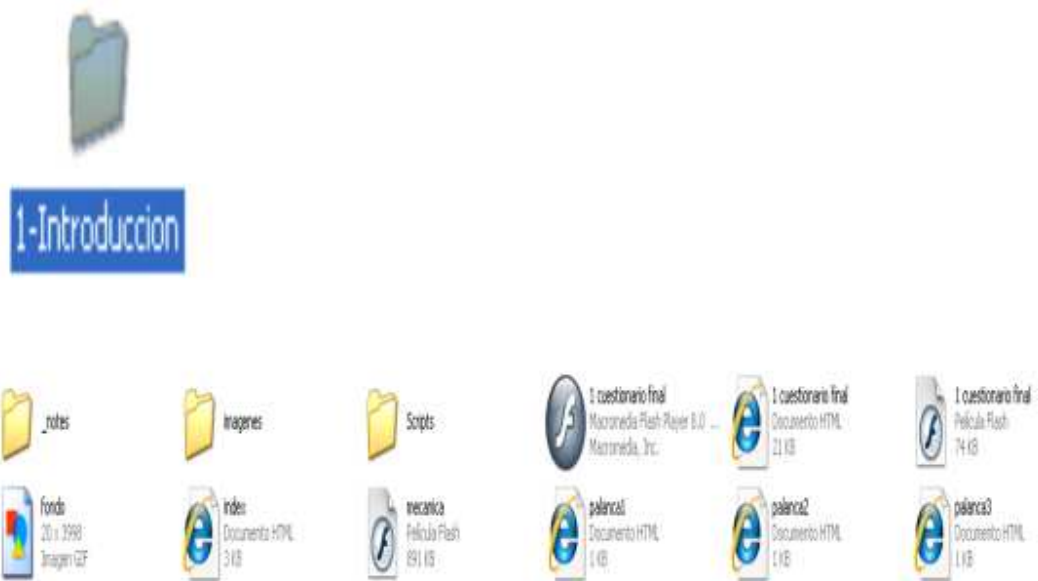 1-Introduccion
_notes
imagenes
Scripts
1 cuestionario final
Macromedia Flash Player 8.0 ...
Macromedia, Inc.
1 cuestionario final
Documento HTML
21 KB
1 cuestionario final
Película Flash
74 KB
fondo
20 x 3998
Imagen GIF
index
Documento HTML
3 KB
mecanica
Película Flash
891 KB
palanca1
Documento HTML
1 KB
palanca2
Documento HTML
1 KB
palanca3
Documento HTML
1 KB